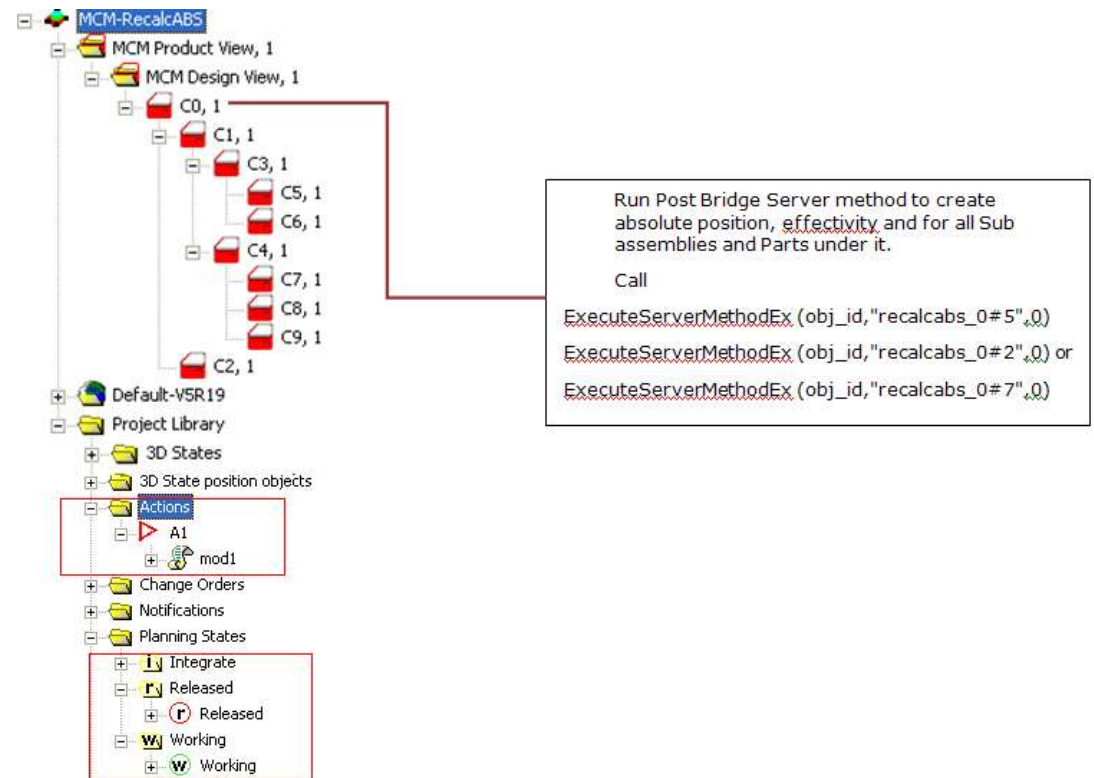 MCM-RecalcABS
MCM Product View, 1
MCM Design View, 1
C0, 1
C1, 1
C3, 1
C5, 1
C6, 1
C4, 1
C7, 1
C8, 1
C9, 1
C2, 1
Default-V5R19
Project Library
3D States
3D State position objects
Actions
A1
mod1
Change Orders
Notifications
Planning States
i Integrate
r Released
r Released
w Working
w Working
Run Post Bridge Server method to create
absolute position, effectivity and for all Sub
assemblies and Parts under it.
Call
ExecuteServerMethodEx (obj_id,"recalcabs_0#5",0)
ExecuteServerMethodEx (obj_id,"recalcabs_0#2",0) or
ExecuteServerMethodEx (obj_id,"recalcabs_0#7",0)